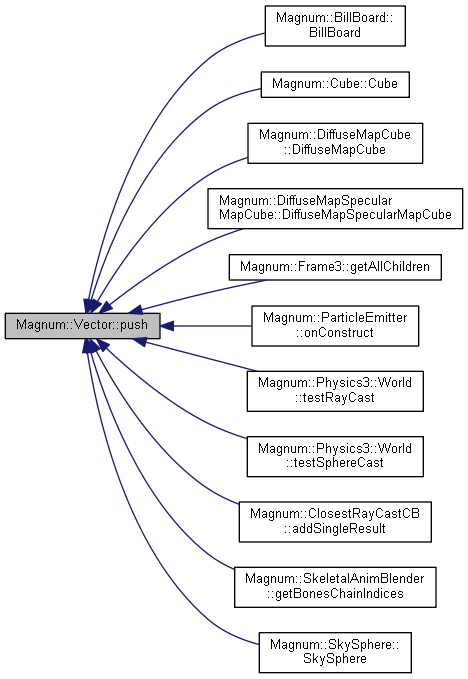 Magnum::BillBoard::
BillBoard
Magnum::Cube::Cube
Magnum::DiffuseMapCube
::DiffuseMapCube
Magnum::DiffuseMapSpecular
MapCube::DiffuseMapSpecularMapCube
Magnum::Frame3::getAllChildren
Magnum::Vector::push
Magnum::ParticleEmitter
::onConstruct
Magnum::Physics3::World
::testRayCast
Magnum::Physics3::World
::testSphereCast
Magnum::ClosestRayCastCB
::addSingleResult
Magnum::SkeletalAnimBlender
::getBonesChainIndices
Magnum::SkySphere::
SkySphere